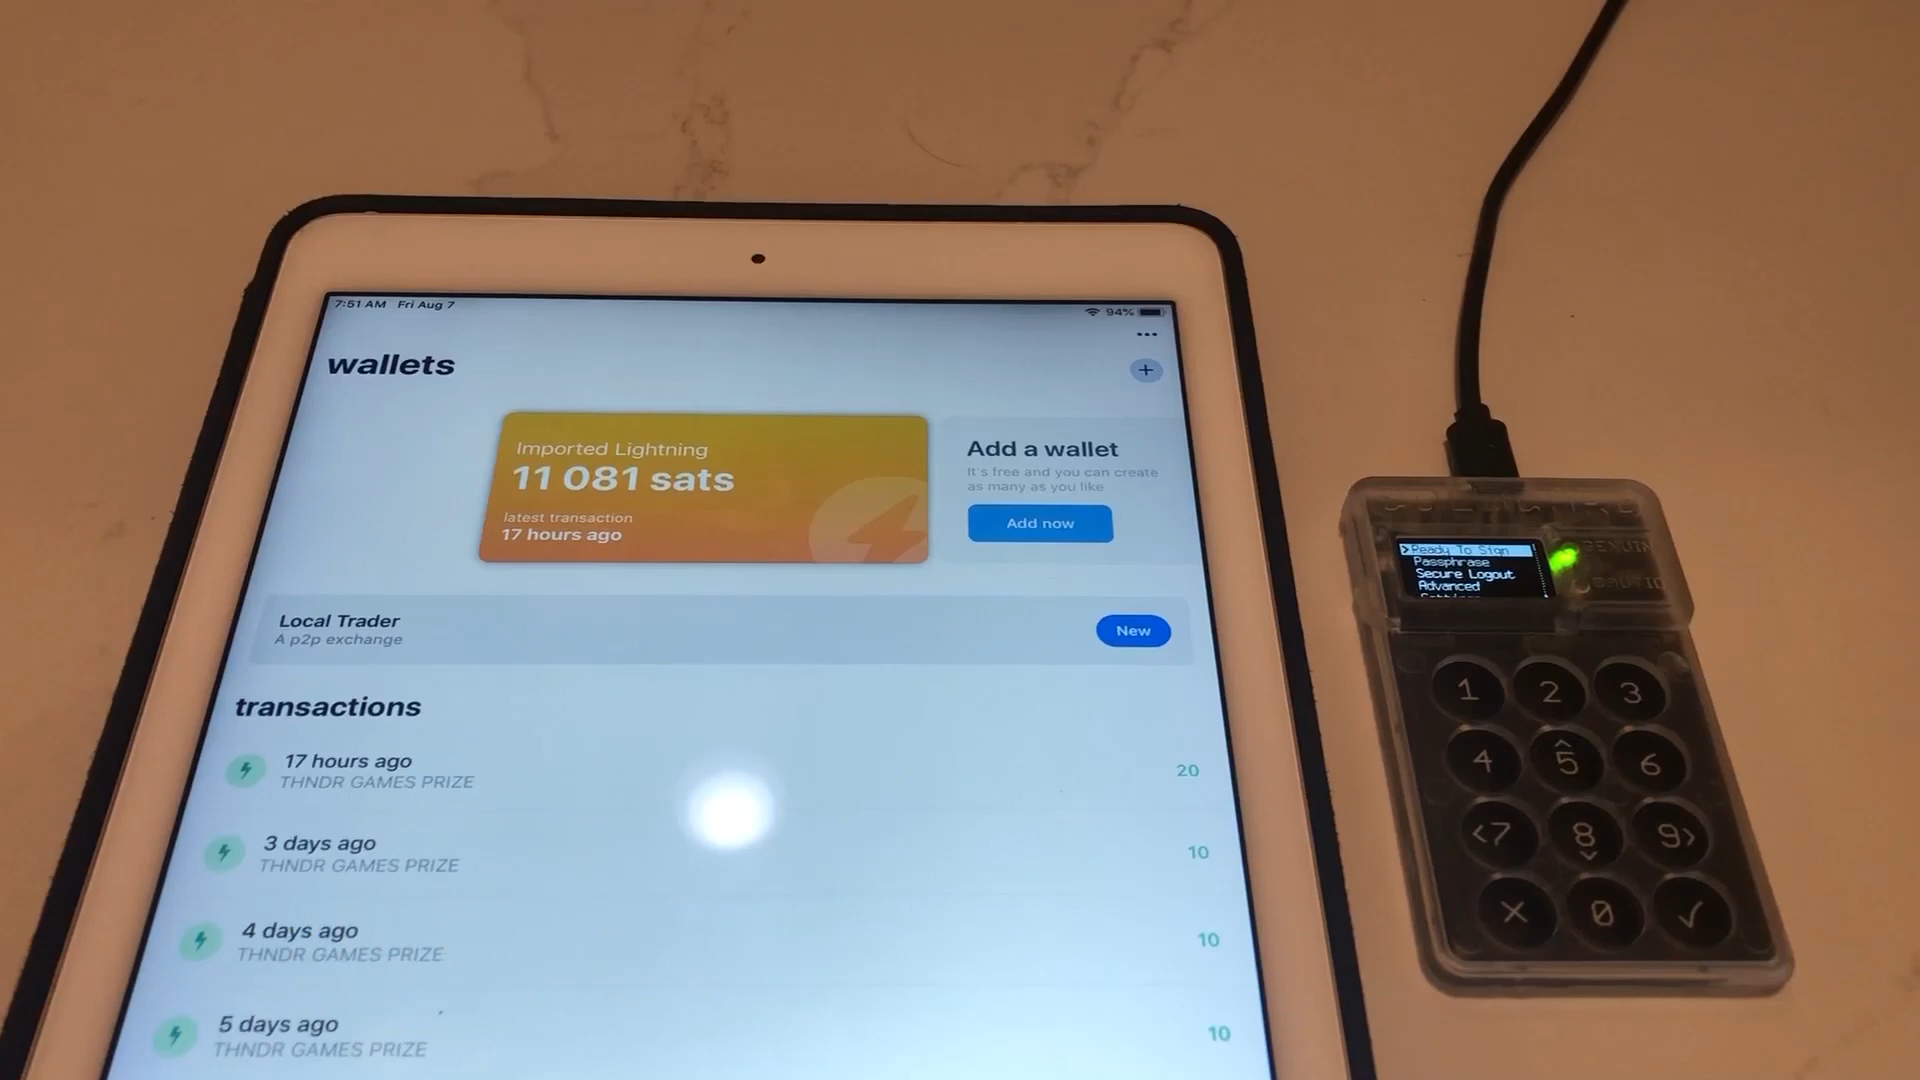 7:51 AM Fri Aug 7
94%
wallets
Imported Lightning
11 081 sats
latest transaction
17 hours ago
Add a wallet
It's free and you can create
as many as you like
Add now
Local Trader
A p2p exchange
New
transactions
17 hours ago
THNDR GAMES PRIZE
20
3 days ago
THNDR GAMES PRIZE
10
4 days ago
THNDR GAMES PRIZE
10
5 days ago
THNDR GAMES PRIZE
10
>Ready To Sign
Passphrase
Secure Logout
Advanced
1 2 3
4 5 6
<7 8 9>
X 0 ✓